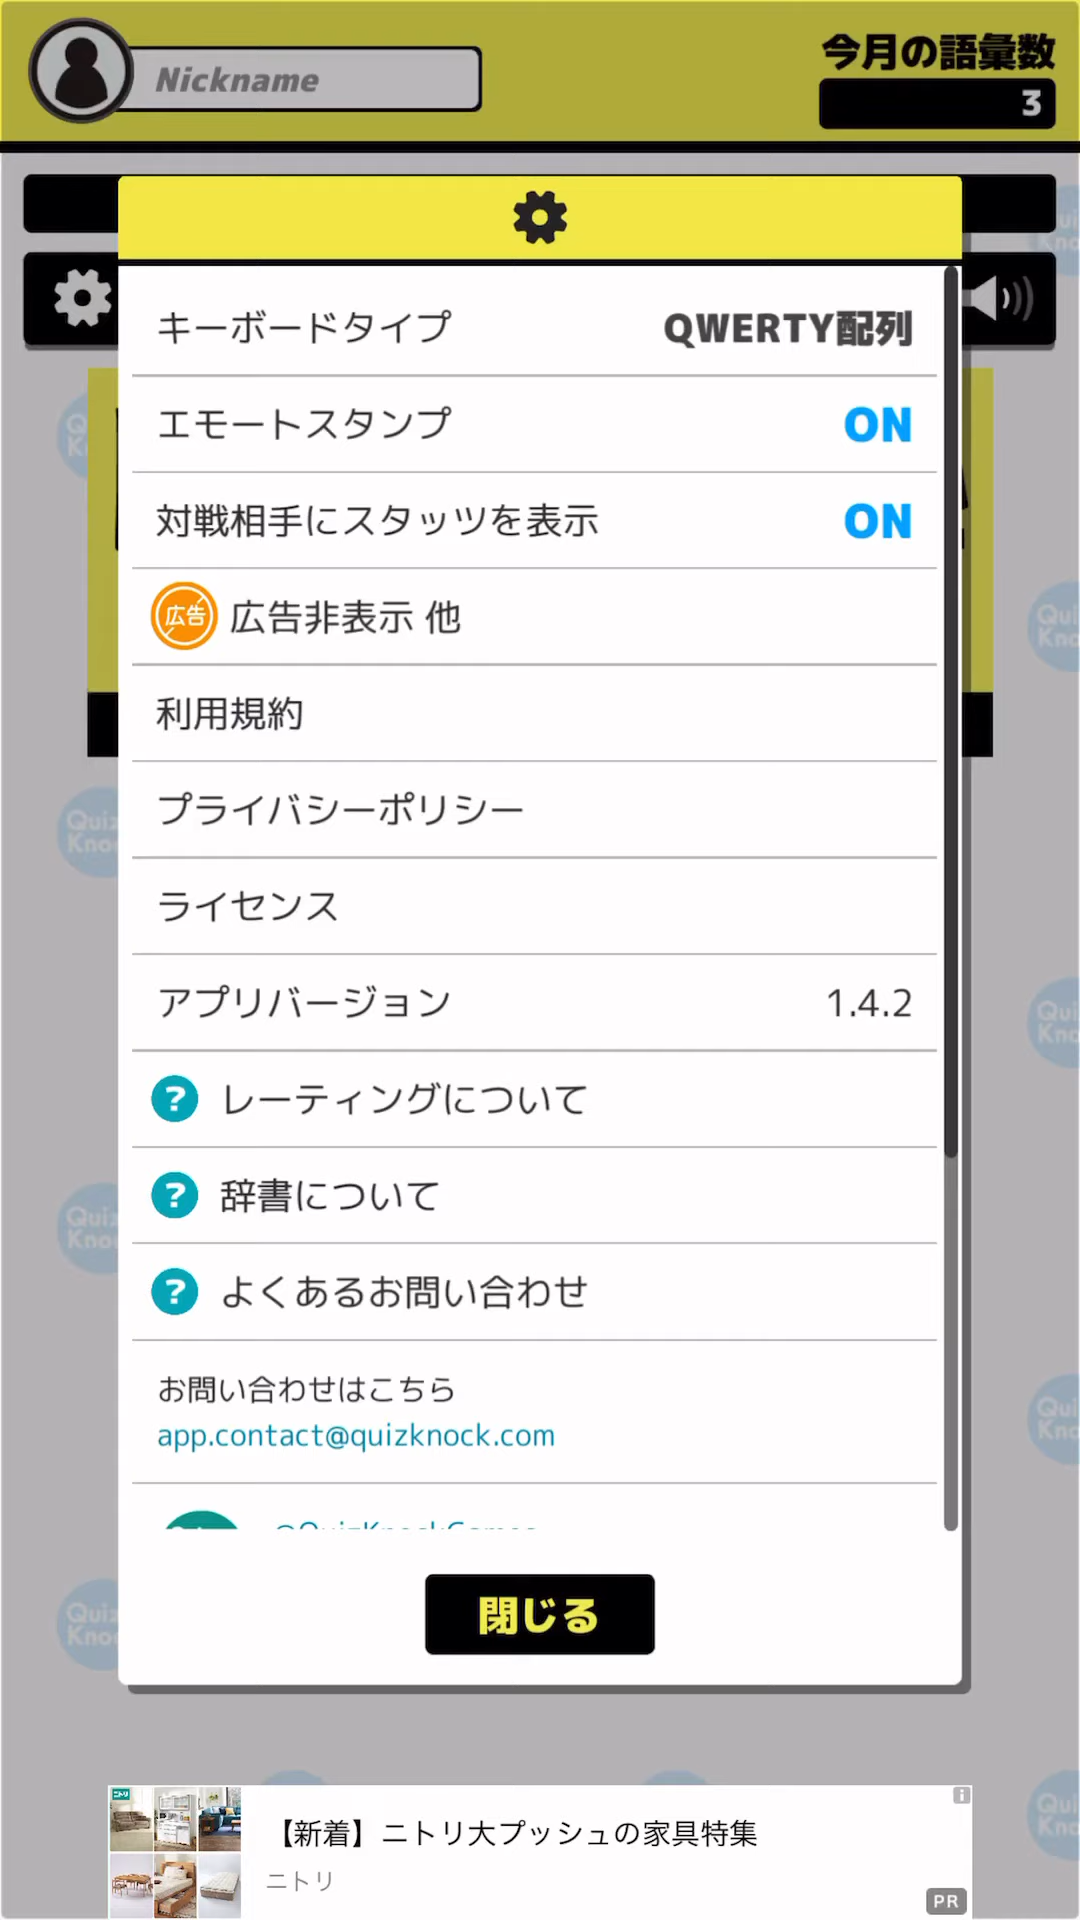 Nickname
今月の語彙数
3
キーボードタイプ QWERTY配列
エモートスタンプ ON
対戦相手にスタッツを表示 ON
広告 広告非表示 他
利用規約
プライバシーポリシー
ライセンス
アプリバージョン 1.4.2
? レーティングについて
? 辞書について
? よくあるお問い合わせ
お問い合わせはこちら
app.contact@quizknock.com
@QuizKnockGames
閉じる
【新着】ニトリ大プッシュの家具特集
ニトリ
PR